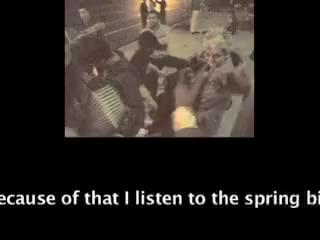 ecause of that I listen to the spring bi